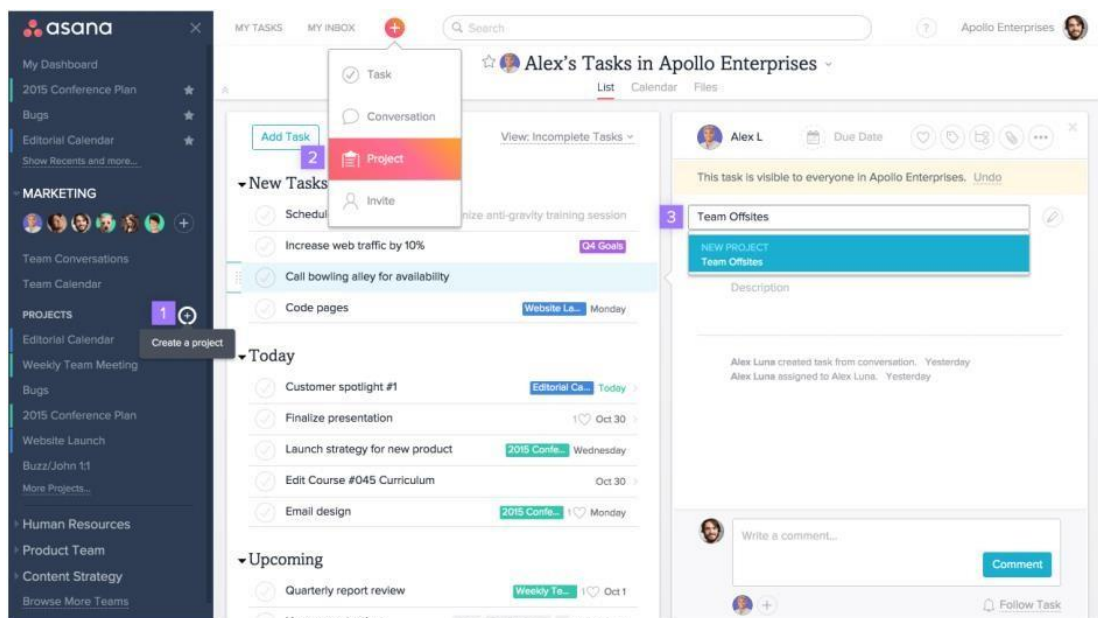 asana
×
My Dashboard
2015 Conference Plan
Bugs
Editorial Calendar
Show Recents and more...
MARKETING
Team Conversations
Team Calendar
PROJECTS
1
Create a project
Editorial Calendar
Weekly Team Meeting
Bugs
2015 Conference Plan
Website Launch
Buzz/John 1:1
More Projects...
Human Resources
Product Team
Content Strategy
Browse More Teams
MY TASKS MY INBOX + Search ? Apollo Enterprises
Task
Conversation
2
Project
Invite
Alex's Tasks in Apollo Enterprises
List Calendar Files
Add Task View: Incomplete Tasks
New Tasks
Schedul nize anti-gravity training session
Increase web traffic by 10% Q4 Goals
Call bowling alley for availability
Code pages Website La... Monday
Today
Customer spotlight #1 Editorial Ca... Today
Finalize presentation 1 Oct 30
Launch strategy for new product 2015 Confe... Wednesday
Edit Course #045 Curriculum Oct 30
Email design 2015 Confe... 1 Monday
Upcoming
Quarterly report review Weekly Te... 1 Oct 1
Alex L Due Date ×
This task is visible to everyone in Apollo Enterprises. Undo
3 Team Offsites
NEW PROJECT
Team Offsites
Description
Alex Luna created task from conversation. Yesterday
Alex Luna assigned to Alex Luna. Yesterday
Write a comment...
Comment
Follow Task